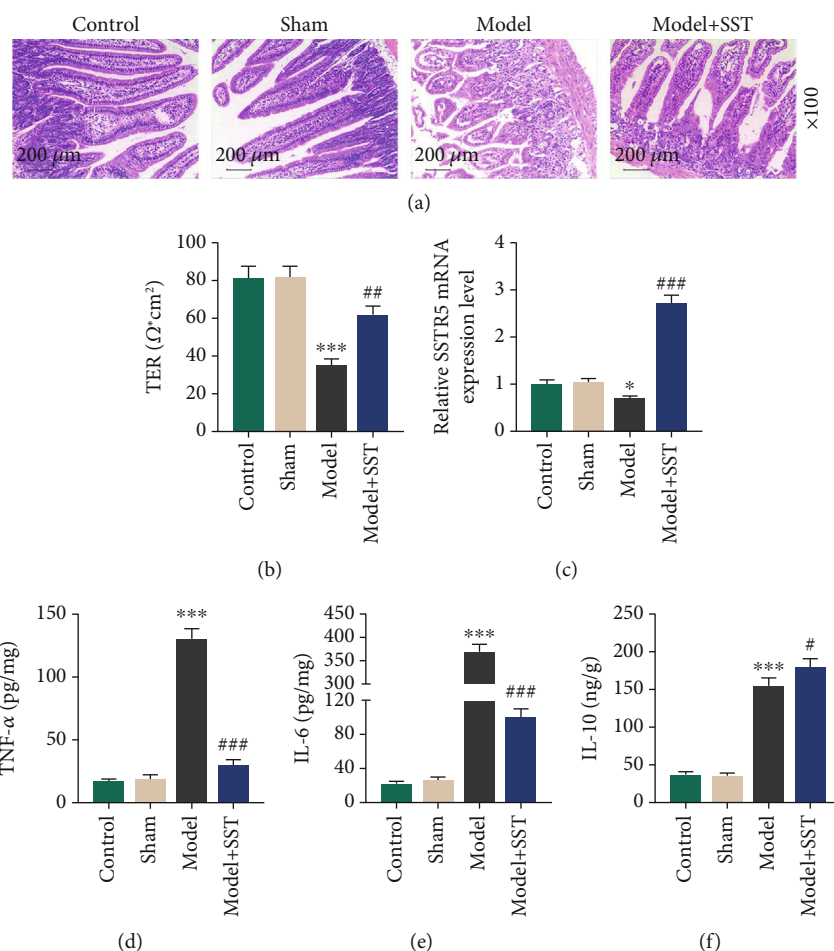 Control Sham Model Model+SST
200 μm 200 μm 200 μm 200 μm
×100
(a)
TER (Ω*cm²)
100
80
60
40
20
0
***
##
Control Sham Model Model+SST
(b)
Relative SSTR5 mRNA
expression level
4
3
2
1
0
*
###
Control Sham Model Model+SST
(c)
TNF-α (pg/mg)
150
100
50
0
***
###
Control Sham Model Model+SST
(d)
IL-6 (pg/mg)
400
350
300
120
80
40
0
***
###
Control Sham Model Model+SST
(e)
IL-10 (ng/g)
250
200
150
100
50
0
***
#
Control Sham Model Model+SST
(f)